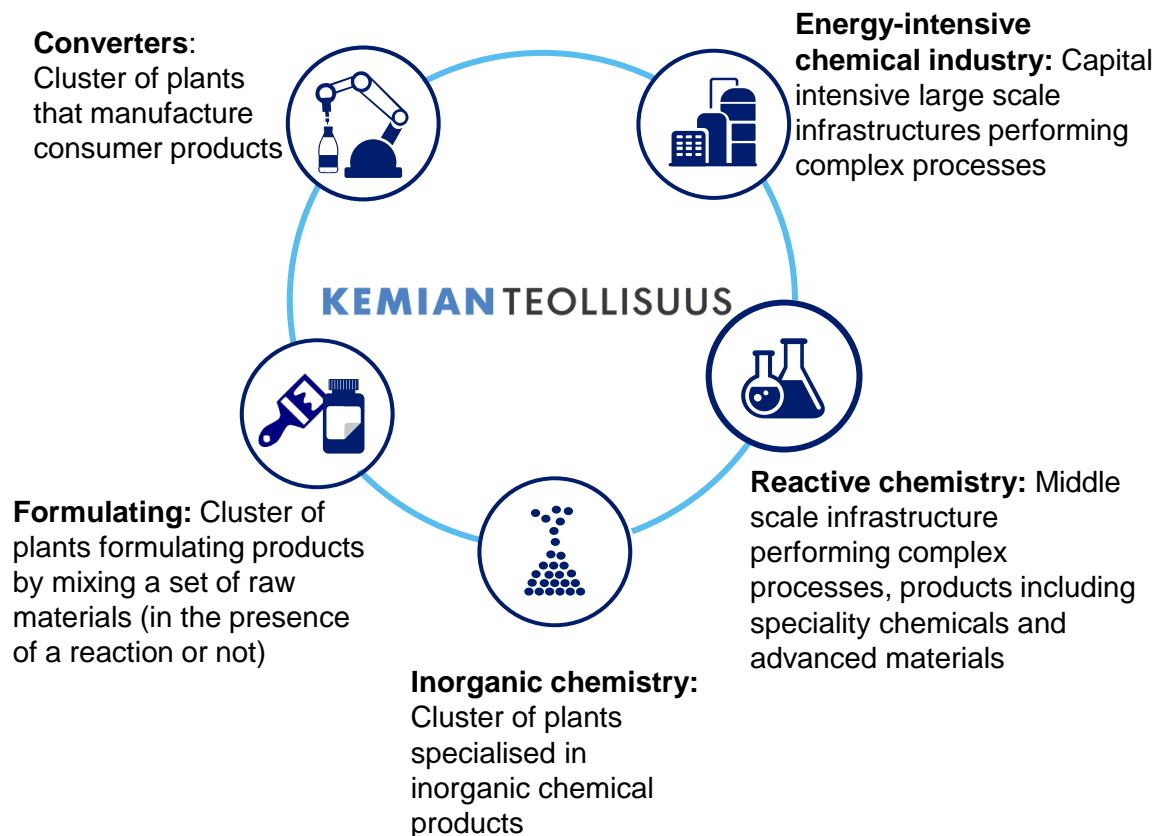 Converters:
Cluster of plants
that manufacture
consumer products
Energy-intensive
chemical industry: Capital
intensive large scale
infrastructures performing
complex processes
KEMIAN TEOLLISUUS
Reactive chemistry: Middle
scale infrastructure
performing complex
processes, products including
speciality chemicals and
advanced materials
Formulating: Cluster of
plants formulating products
by mixing a set of raw
materials (in the presence
of a reaction or not)
Inorganic chemistry:
Cluster of plants
specialised in
inorganic chemical
products